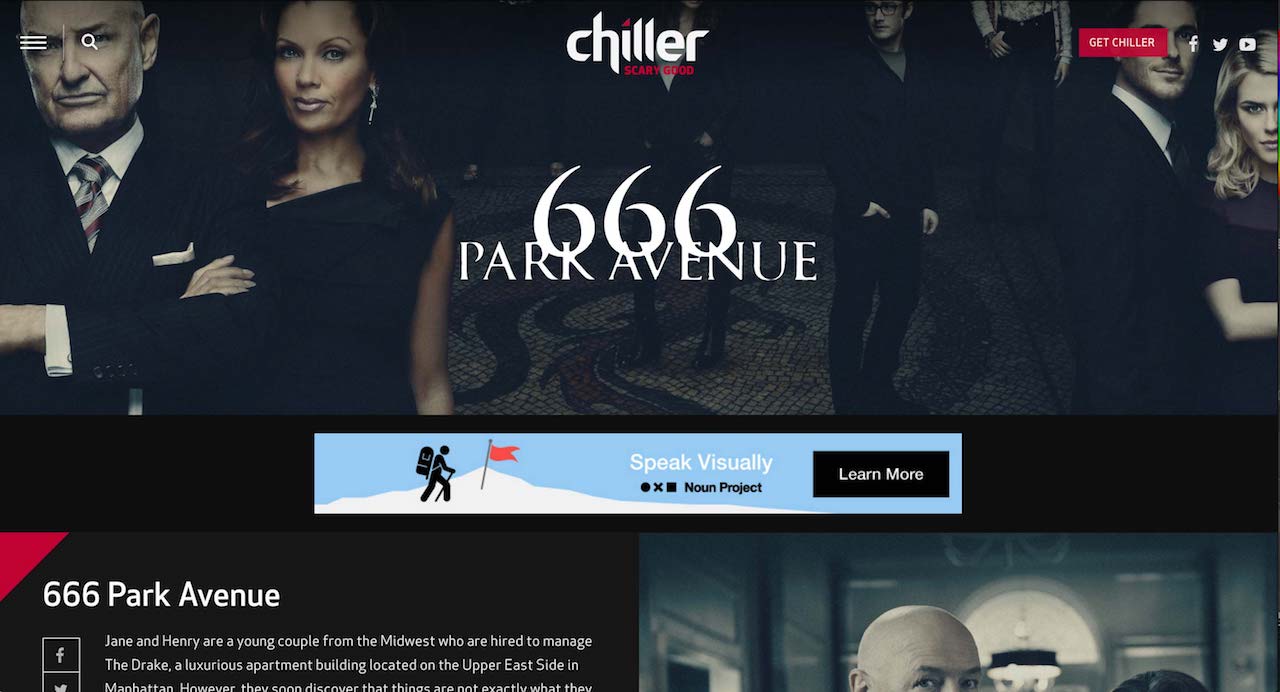 chiller
SCARY GOOD
GET CHILLER
666
PARK AVENUE
Speak Visually
Noun Project
Learn More
666 Park Avenue
Jane and Henry are a young couple from the Midwest who are hired to manage
The Drake, a luxurious apartment building located on the Upper East Side in
Manhattan. However, they soon discover that things are not exactly what they